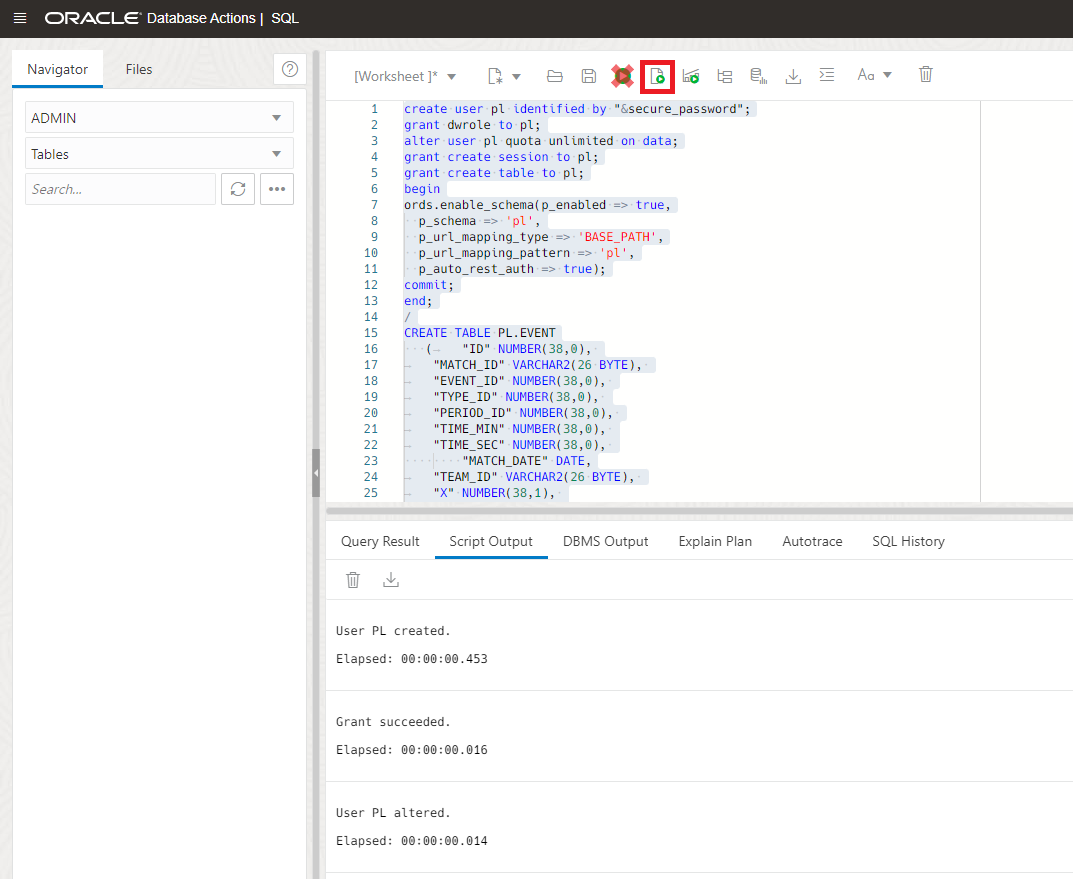 ORACLE Database Actions | SQL
Navigator
Files
[Worksheet ]*
Aa
ADMIN
Tables
Search...
1 create user pl identified by "&secure_password";
2 grant dwrole to pl;
3 alter user pl quota unlimited on data;
4 grant create session to pl;
5 grant create table to pl;
6 begin
7 ords.enable_schema(p_enabled => true,
8 p_schema => 'pl',
9 p_url_mapping_type => 'BASE_PATH',
10 p_url_mapping_pattern => 'pl',
11 p_auto_rest_auth => true);
12 commit;
13 end;
14 /
15 CREATE TABLE PL.EVENT
16 ( "ID" NUMBER(38,0),
17 "MATCH_ID" VARCHAR2(26 BYTE),
18 "EVENT_ID" NUMBER(38,0),
19 "TYPE_ID" NUMBER(38,0),
20 "PERIOD_ID" NUMBER(38,0),
21 "TIME_MIN" NUMBER(38,0),
22 "TIME_SEC" NUMBER(38,0),
23 "MATCH_DATE" DATE,
24 "TEAM_ID" VARCHAR2(26 BYTE),
25 "X" NUMBER(38,1),
Query Result
Script Output
DBMS Output
Explain Plan
Autotrace
SQL History
User PL created.
Elapsed: 00:00:00.453
Grant succeeded.
Elapsed: 00:00:00.016
User PL altered.
Elapsed: 00:00:00.014